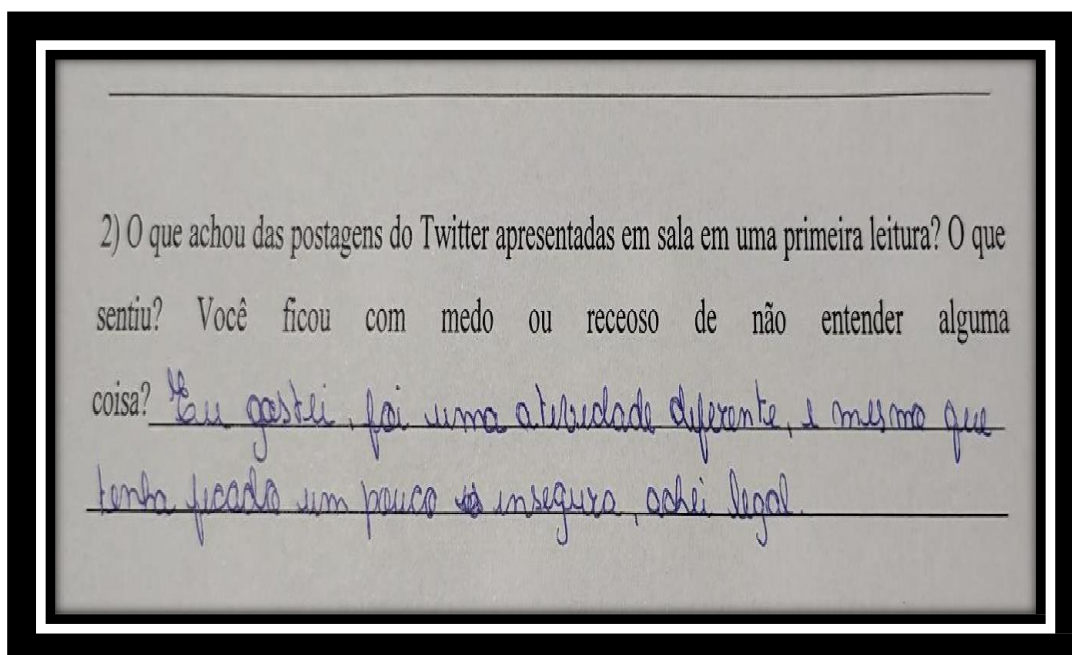 2) O que achou das postagens do Twitter apresentadas em sala em uma primeira leitura? O que
sentiu? Você ficou com medo ou receoso de não entender alguma
coisa? Eu gostei, foi uma atividade diferente, e mesmo que
tenha ficado um pouco insegura, achei legal.